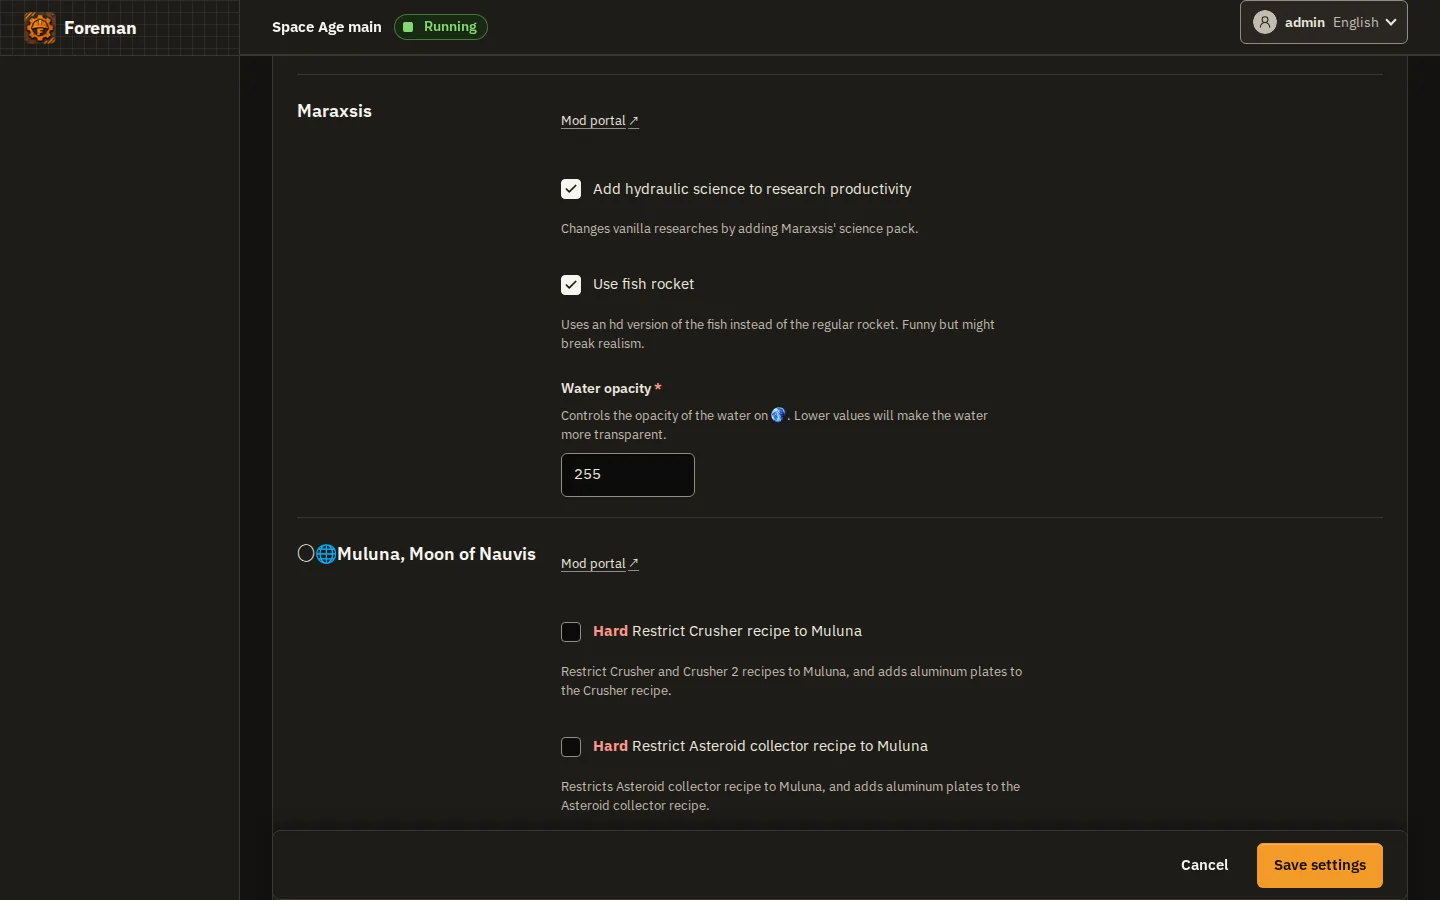 Foreman
Space Age main
Running
admin English
Maraxsis
Mod portal ↗
Add hydraulic science to research productivity
Changes vanilla researches by adding Maraxsis' science pack.
Use fish rocket
Uses an hd version of the fish instead of the regular rocket. Funny but might
break realism.
Water opacity *
Controls the opacity of the water on . Lower values will make the water
more transparent.
255
Muluna, Moon of Nauvis
Mod portal ↗
Hard Restrict Crusher recipe to Muluna
Restrict Crusher and Crusher 2 recipes to Muluna, and adds aluminum plates to
the Crusher recipe.
Hard Restrict Asteroid collector recipe to Muluna
Restricts Asteroid collector recipe to Muluna, and adds aluminum plates to the
Asteroid collector recipe.
Cancel
Save settings